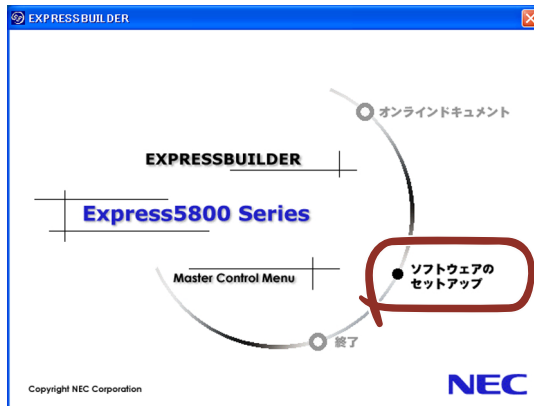 EXPRESSBUILDER
オンラインドキュメント
EXPRESSBUILDER
Express5800 Series
ソフトウェアの
セットアップ
Master Control Menu
終了
Copyright NEC Corporation
NEC